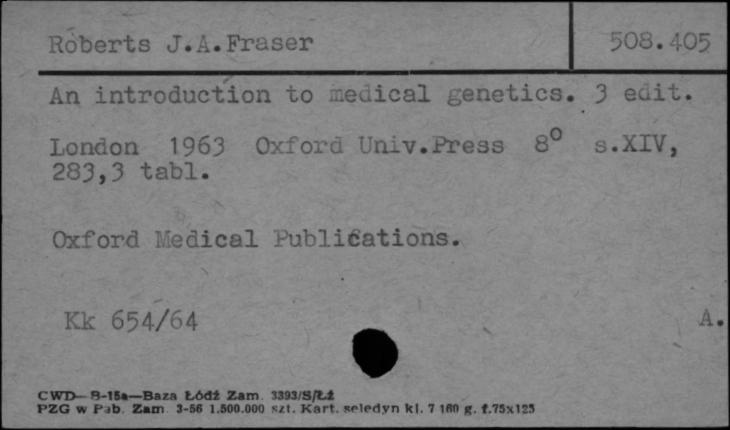 Roberts J.A.Fraser
508.405
An introduction to medical genetics. 3 edit.
London 1963 Oxford Univ.Press 8° s.XIV,
283,3 tabl.
Oxford Medical Publications.
Kk 654/64
A.
CWD—B-15a—Baza Łódź Zam. 3393/S/Łź
PZG w Pab. Zam. 3-56 1.500.000 szt. Kart. seledyn kl. 7 180 g. f.75x125